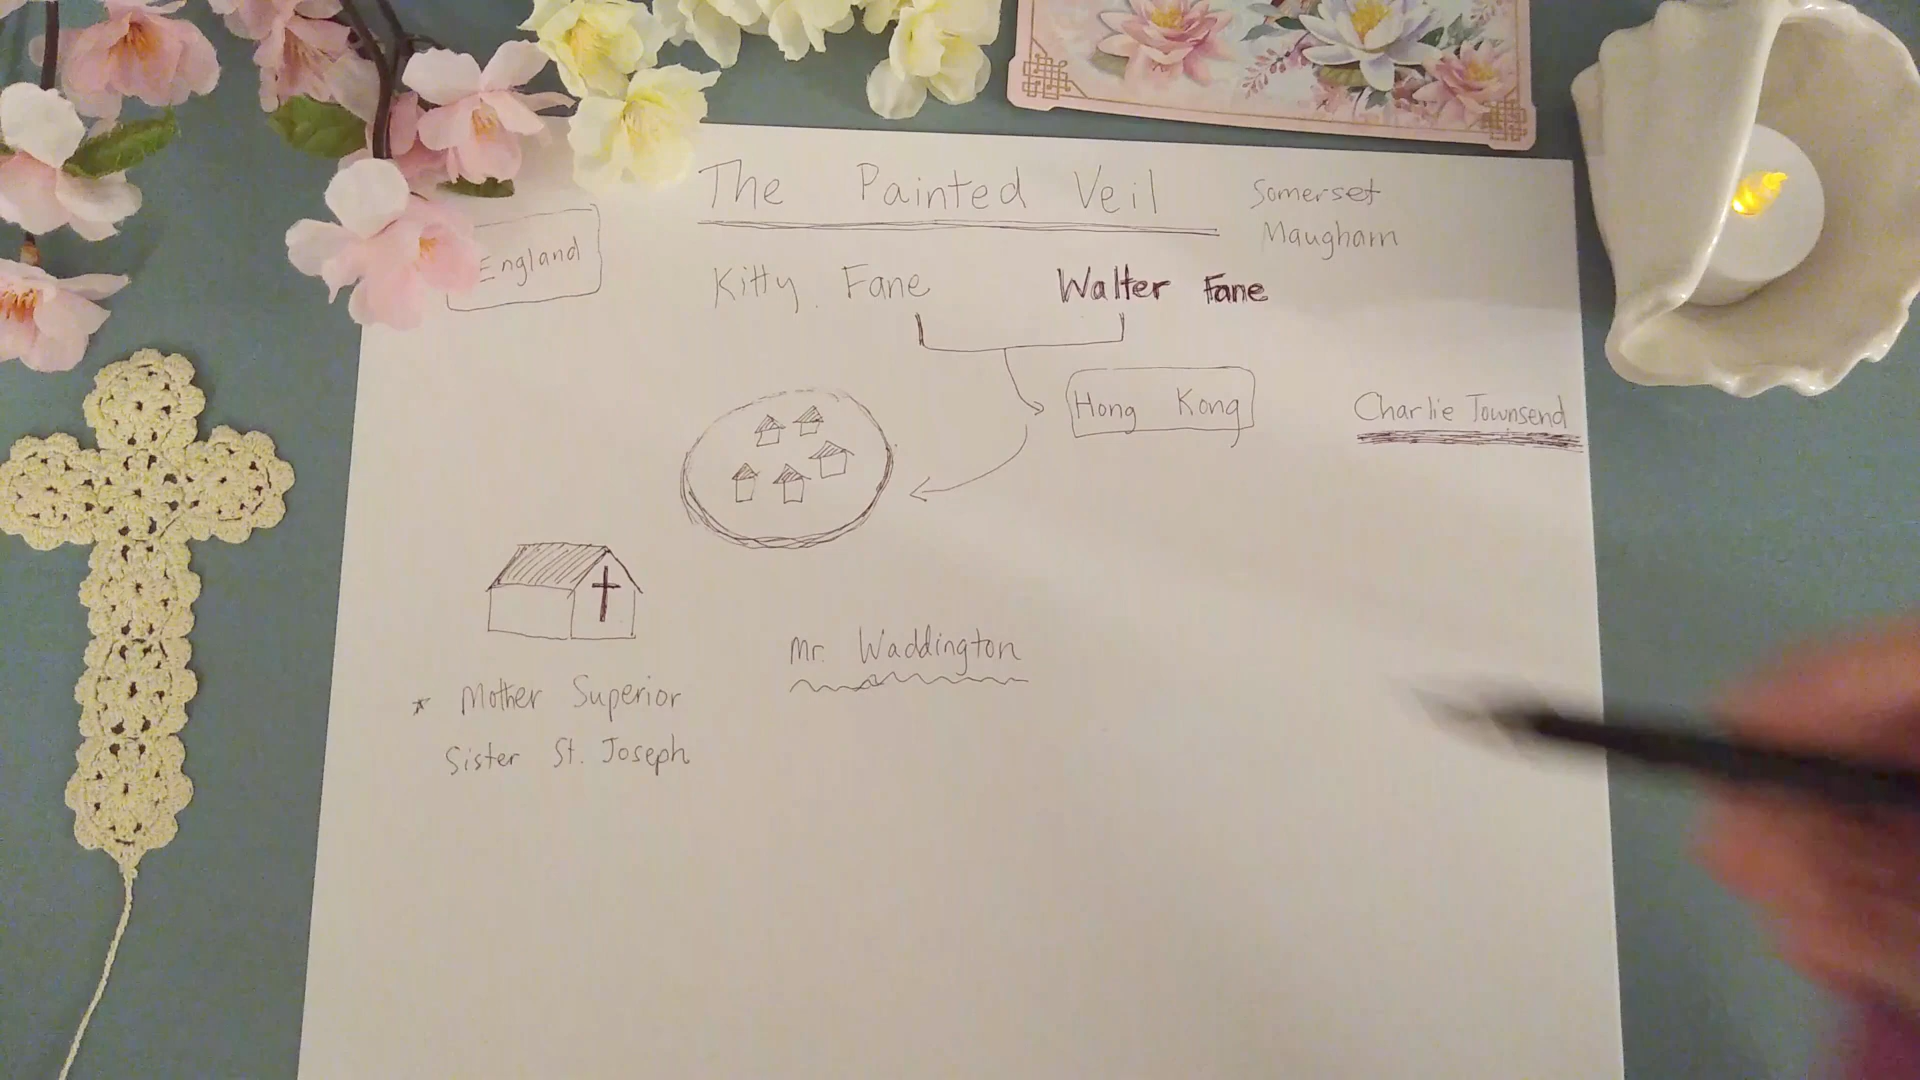 The Painted Veil
Somerset
Maugham
England
Kitty Fane
Walter Fane
Hong Kong
Charlie Townsend
Mr. Waddington
* Mother Superior
Sister St. Joseph